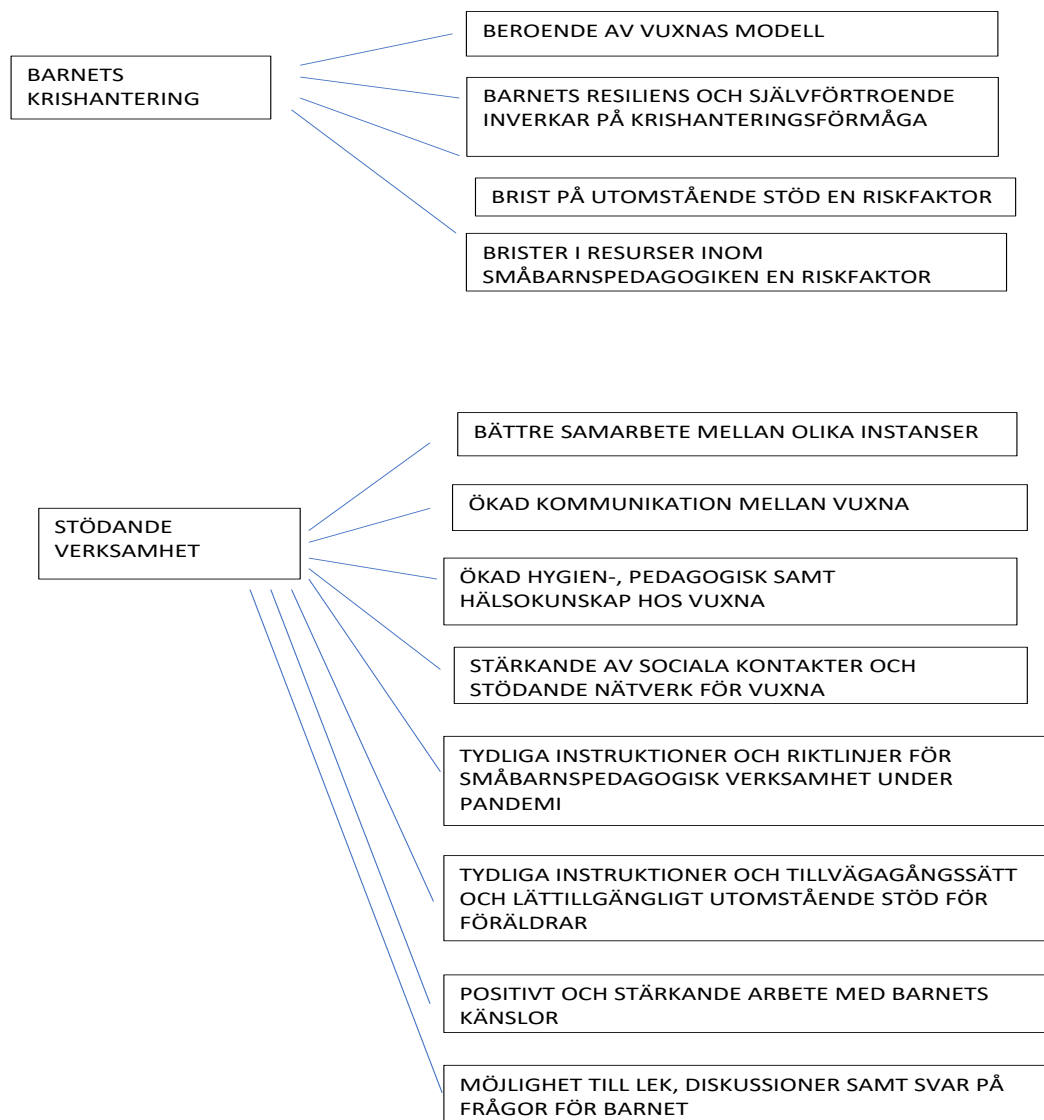 BARNETS
KRISHANTERING
BEROENDE AV VUXNAS MODELL
BARNETS RESILIENS OCH SJÄLVFÖRTROENDE
INVERKAR PÅ KRISHANTERINGSFÖRMÅGA
BRIST PÅ UTOMSTÅENDE STÖD EN RISKFAKTOR
BRISTER I RESURSER INOM
SMÅBARNSPEDAGOGIKEN EN RISKFAKTOR
STÖDANDE
VERKSAMHET
BÄTTRE SAMARBETE MELLAN OLIKA INSTANSER
ÖKAD KOMMUNIKATION MELLAN VUXNA
ÖKAD HYGIEN-, PEDAGOGISK SAMT
HÄLSOKUNSKAP HOS VUXNA
STÄRKANDE AV SOCIALA KONTAKTER OCH
STÖDANDE NÄTVERK FÖR VUXNA
TYDLIGA INSTRUKTIONER OCH RIKTLINJER FÖR
SMÅBARNSPEDAGOGISK VERKSAMHET UNDER
PANDEMI
TYDLIGA INSTRUKTIONER OCH TILLVÄGAGÅNGSSÄTT
OCH LÄTTILLGÄNGLIGT UTOMSTÅENDE STÖD FÖR
FÖRÄLDRAR
POSITIVT OCH STÄRKANDE ARBETE MED BARNETS
KÄNSLOR
MÖJLIGHET TILL LEK, DISKUSSIONER SAMT SVAR PÅ
FRÅGOR FÖR BARNET